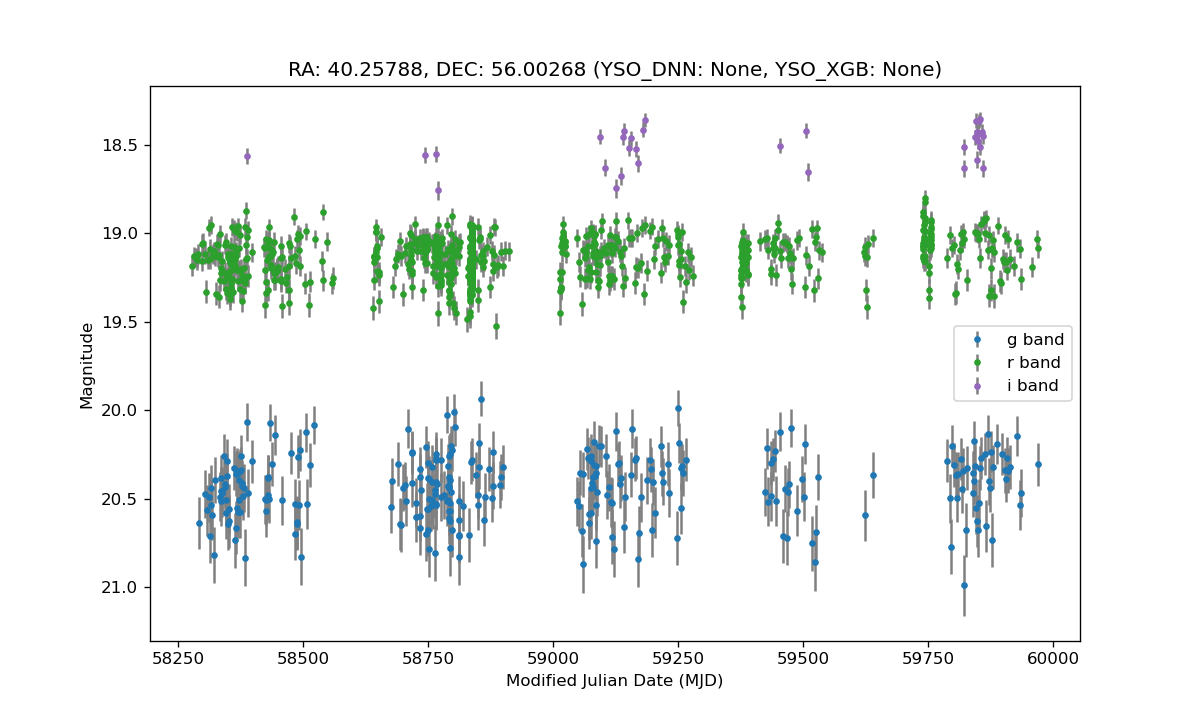 RA: 40.25788, DEC: 56.00268 (YSO_DNN: None, YSO_XGB: None)
18.5
19.0
19.5
20.0
20.5
21.0
Magnitude
g band
r band
i band
58250 58500 58750 59000 59250 59500 59750 60000
Modified Julian Date (MJD)